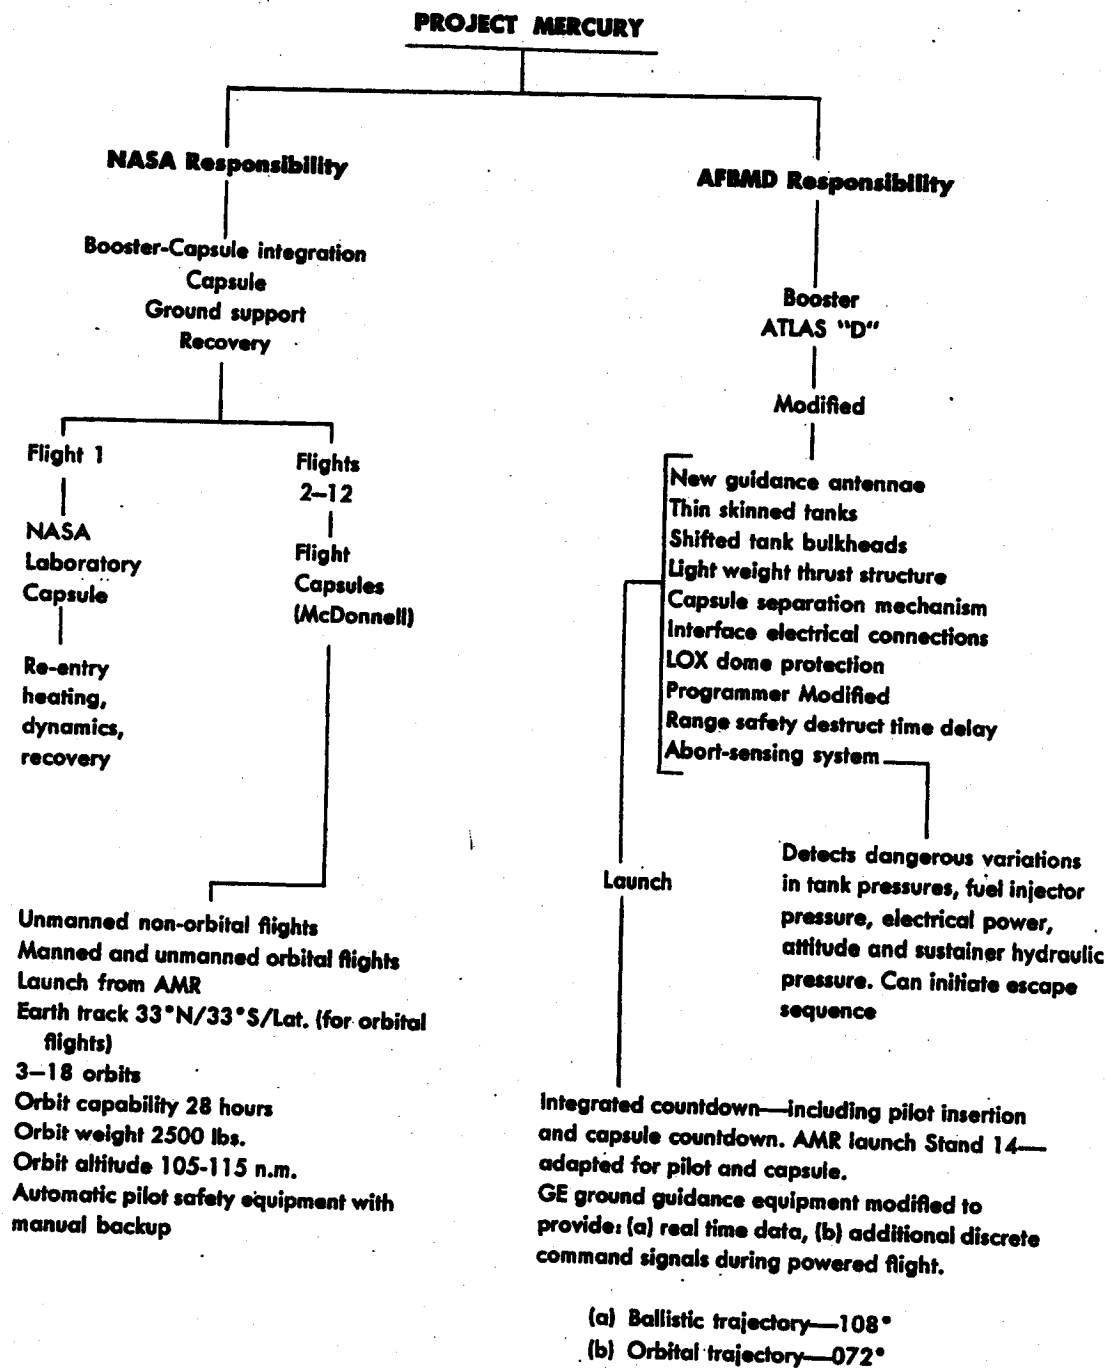 PROJECT MERCURY
NASA Responsibility
Booster-Capsule integration
Capsule
Ground support
Recovery
Flight 1
NASA
Laboratory
Capsule
Re-entry
heating,
dynamics,
recovery
Flights
2–12
Flight
Capsules
(McDonnell)
Unmanned non-orbital flights
Manned and unmanned orbital flights
Launch from AMR
Earth track 33°N/33°S/Lat. (for orbital
flights)
3–18 orbits
Orbit capability 28 hours
Orbit weight 2500 lbs.
Orbit altitude 105-115 n.m.
Automatic pilot safety equipment with
manual backup
AFBMD Responsibility
Booster
ATLAS "D"
Modified
New guidance antennae
Thin skinned tanks
Shifted tank bulkheads
Light weight thrust structure
Capsule separation mechanism
Interface electrical connections
LOX dome protection
Programmer Modified
Range safety destruct time delay
Abort-sensing system
Detects dangerous variations
in tank pressures, fuel injector
pressure, electrical power,
attitude and sustainer hydraulic
pressure. Can initiate escape
sequence
Launch
Integrated countdown—including pilot insertion
and capsule countdown. AMR launch Stand 14—
adapted for pilot and capsule.
GE ground guidance equipment modified to
provide: (a) real time data, (b) additional discrete
command signals during powered flight.
(a) Ballistic trajectory—108°
(b) Orbital trajectory—072°